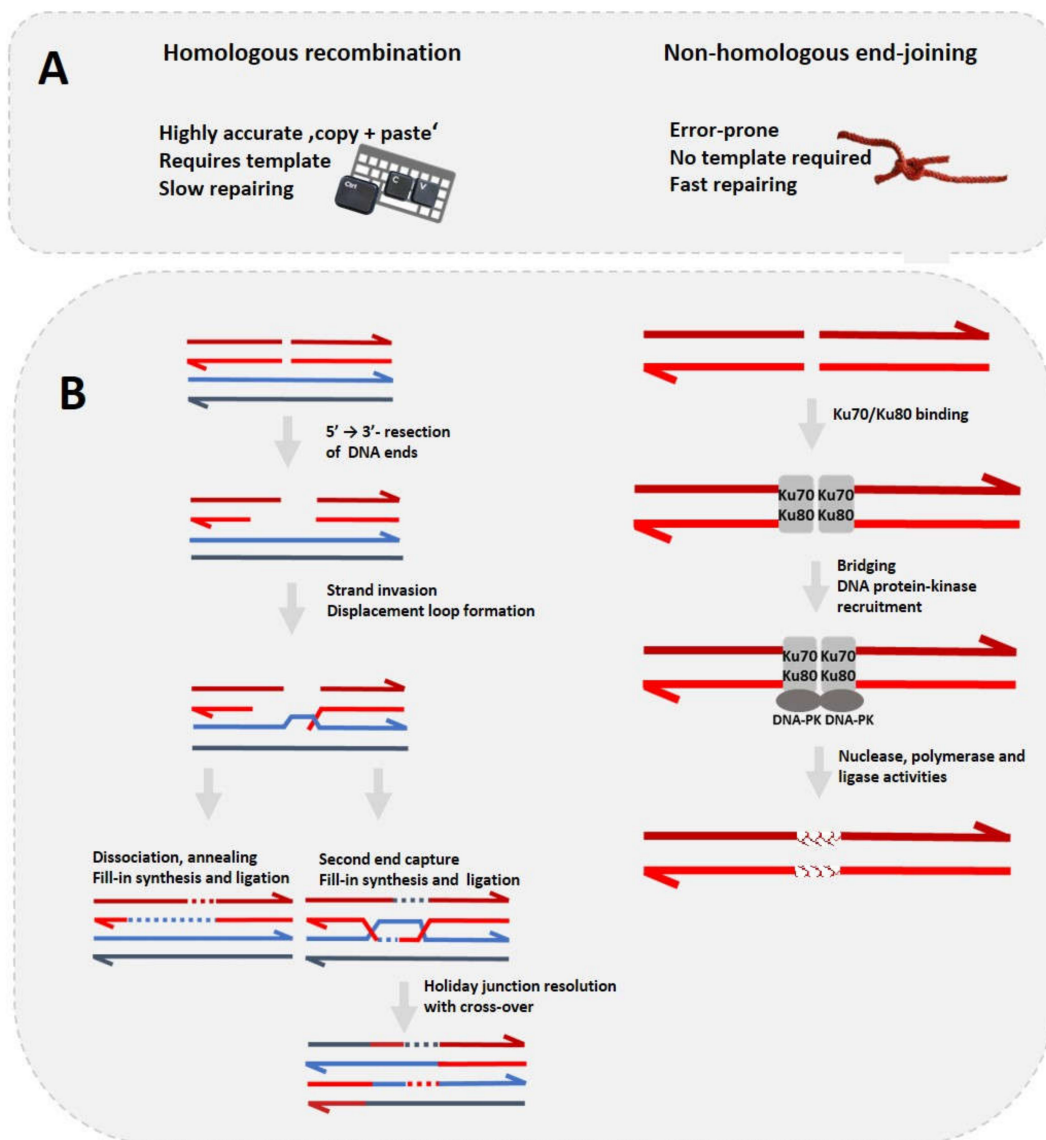 A
Homologous recombination
Highly accurate ‚copy + paste‘
Requires template
Slow repairing
Ctrl
C
V
Non-homologous end-joining
Error-prone
No template required
Fast repairing
B
5’ → 3’- resection
of DNA ends
Strand invasion
Displacement loop formation
Dissociation, annealing
Fill-in synthesis and ligation
Second end capture
Fill-in synthesis and ligation
Holiday junction resolution
with cross-over
Ku70/Ku80 binding
Ku70 Ku70
Ku80 Ku80
Bridging
DNA protein-kinase
recruitment
Ku70 Ku70
Ku80 Ku80
DNA-PK DNA-PK
Nuclease, polymerase and
ligase activities